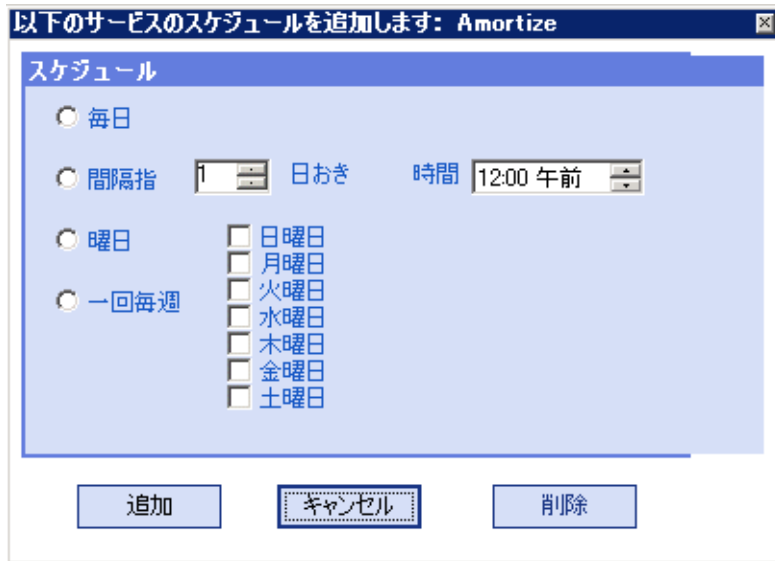 以下のサービスのスケジュールを追加します: Amortize
スケジュール
毎日
間隔指 1 日おき 時間 12:00 午前
曜日
日曜日
月曜日
一回毎週
火曜日
水曜日
木曜日
金曜日
土曜日
追加 キャンセル 削除